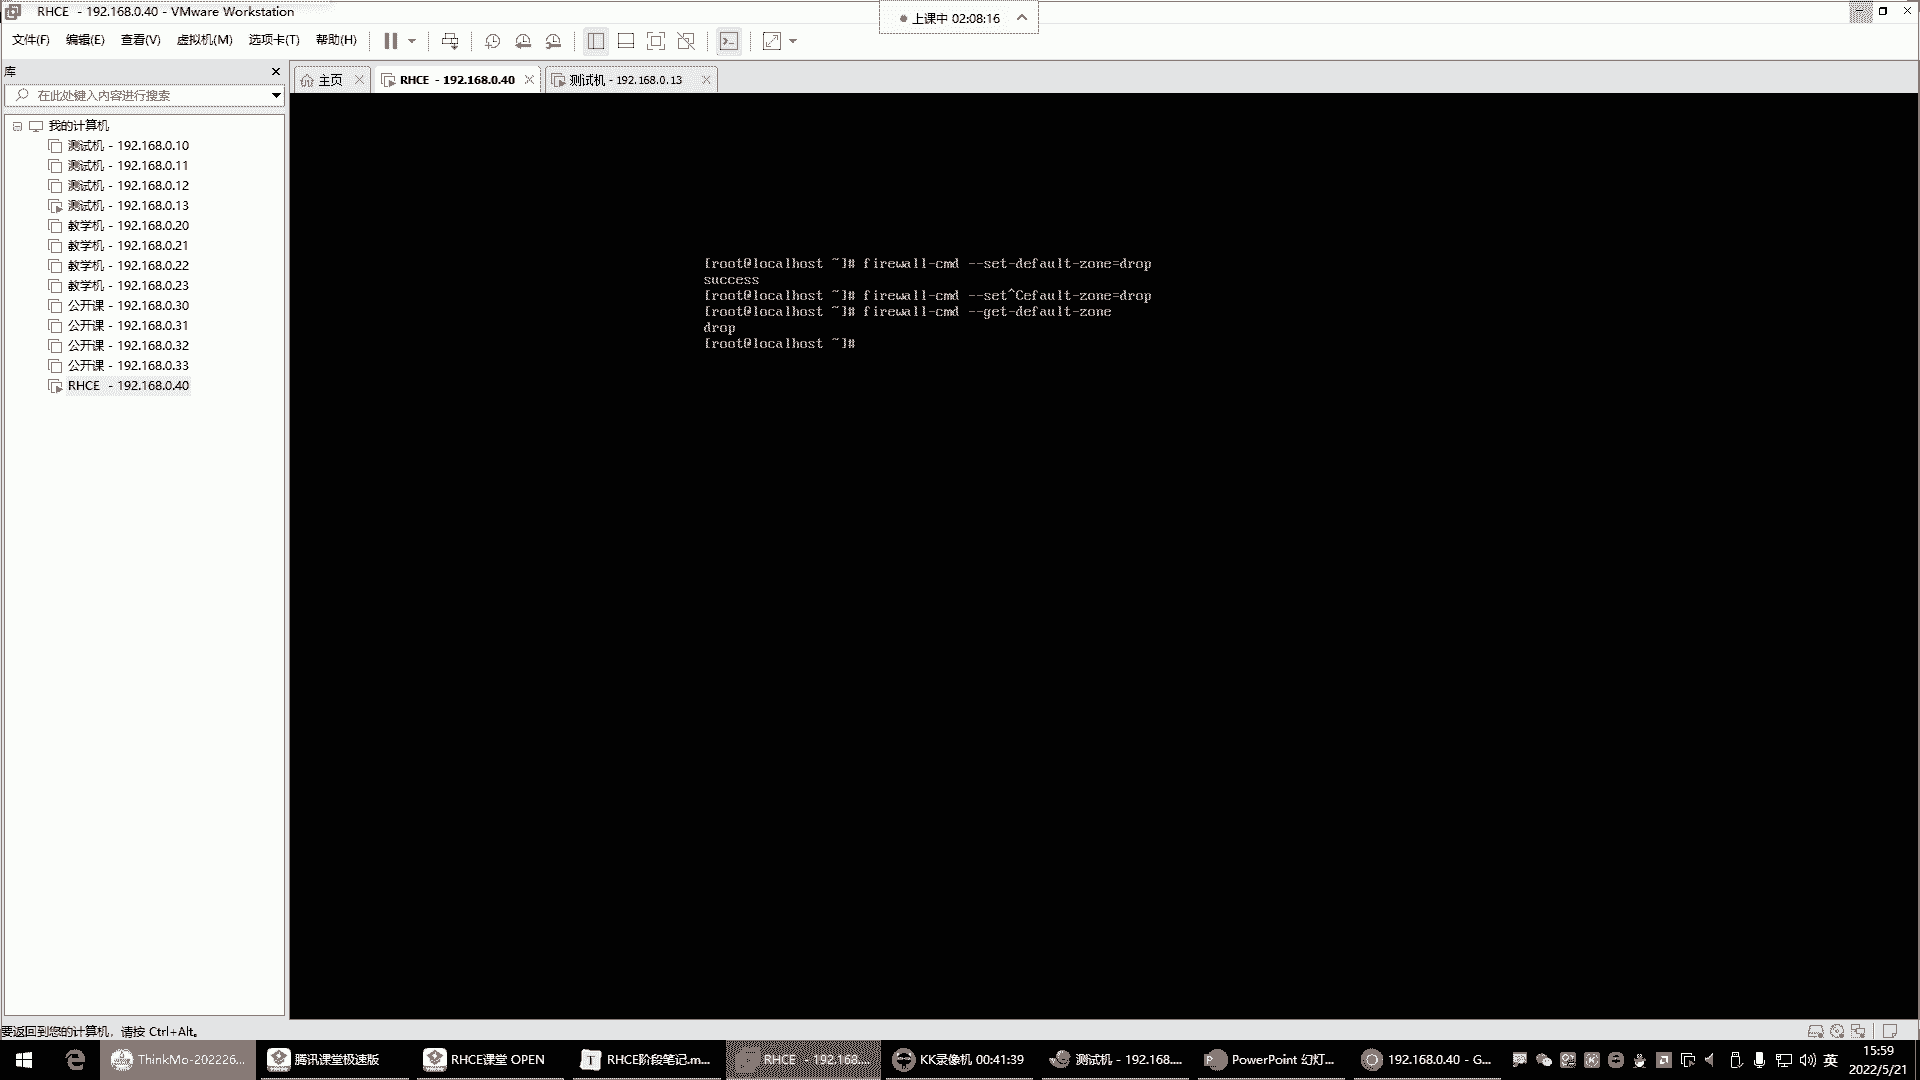 RHCE - 192.168.0.40 - VMware Workstation
上课中 02:08:16
文件(F) 编辑(E) 查看(V) 虚拟机(M) 选项卡(T) 帮助(H)
库
主页
RHCE - 192.168.0.40
测试机 - 192.168.0.13
在此处键入内容进行搜索
我的计算机
测试机 - 192.168.0.10
测试机 - 192.168.0.11
测试机 - 192.168.0.12
测试机 - 192.168.0.13
教学机 - 192.168.0.20
教学机 - 192.168.0.21
教学机 - 192.168.0.22
教学机 - 192.168.0.23
公开课 - 192.168.0.30
公开课 - 192.168.0.31
公开课 - 192.168.0.32
公开课 - 192.168.0.33
RHCE - 192.168.0.40
[root@localhost ~]# firewall-cmd --set-default-zone=drop
success
[root@localhost ~]# firewall-cmd --set^Cefault-zone=drop
[root@localhost ~]# firewall-cmd --get-default-zone
drop
[root@localhost ~]#
要返回到您的计算机，请按 Ctrl+Alt。
ThinkMo-202226...
腾讯课堂极速版
RHCE课堂 OPEN
RHCE阶段笔记.m...
RHCE - 192.168....
KK录像机 00:41:39
测试机 - 192.168....
PowerPoint 幻灯...
192.168.0.40 - G...
英
15:59
2022/5/21